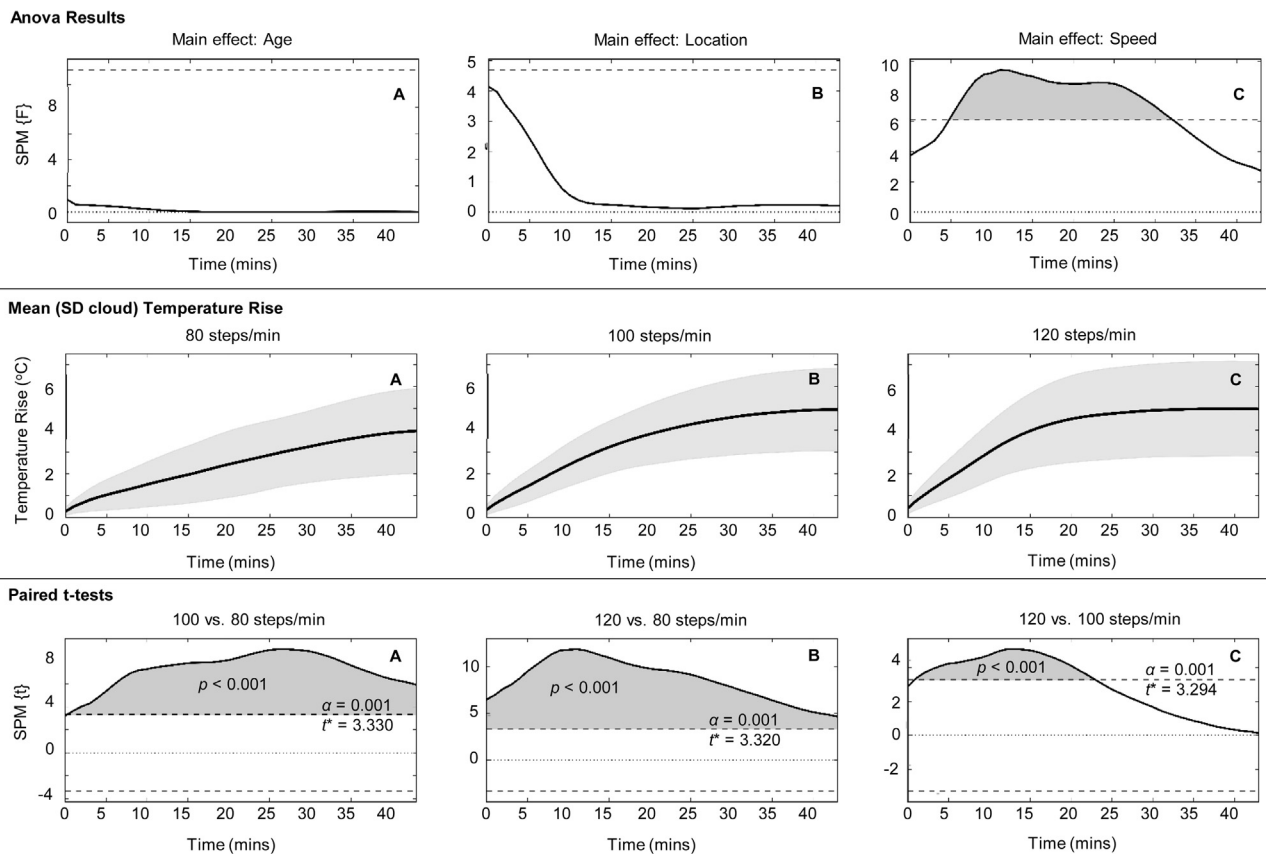 Anova Results
Main effect: Age
Main effect: Location
Main effect: Speed
SPM {F}
8
4
0
A
0 5 10 15 20 25 30 35 40
Time (mins)
5
4
3
2
1
0
B
0 5 10 15 25 30 35 40
Time (mins)
10
8
6
4
2
0
C
0 5 10 15 25 30 35 40
Time (mins)
Mean (SD cloud) Temperature Rise
80 steps/min
100 steps/min
120 steps/min
Temperature Rise (°C)
6
4
2
0
A
0 5 10 15 20 25 30 35 40
Time (mins)
6
4
2
0
B
0 5 10 15 20 25 30 35 40
Time (mins)
6
4
2
0
C
0 5 10 15 20 25 30 35 40
Time (mins)
Paired t-tests
100 vs. 80 steps/min
120 vs. 80 steps/min
120 vs. 100 steps/min
SPM {t}
8
4
0
-4
A
p < 0.001
α = 0.001
t* = 3.330
0 5 10 15 20 25 30 35 40
Time (mins)
10
5
0
B
p < 0.001
α = 0.001
t* = 3.320
0 5 10 15 20 25 30 35 40
Time (mins)
4
2
0
-2
C
p < 0.001
α = 0.001
t* = 3.294
0 5 10 15 20 25 30 35 40
Time (mins)